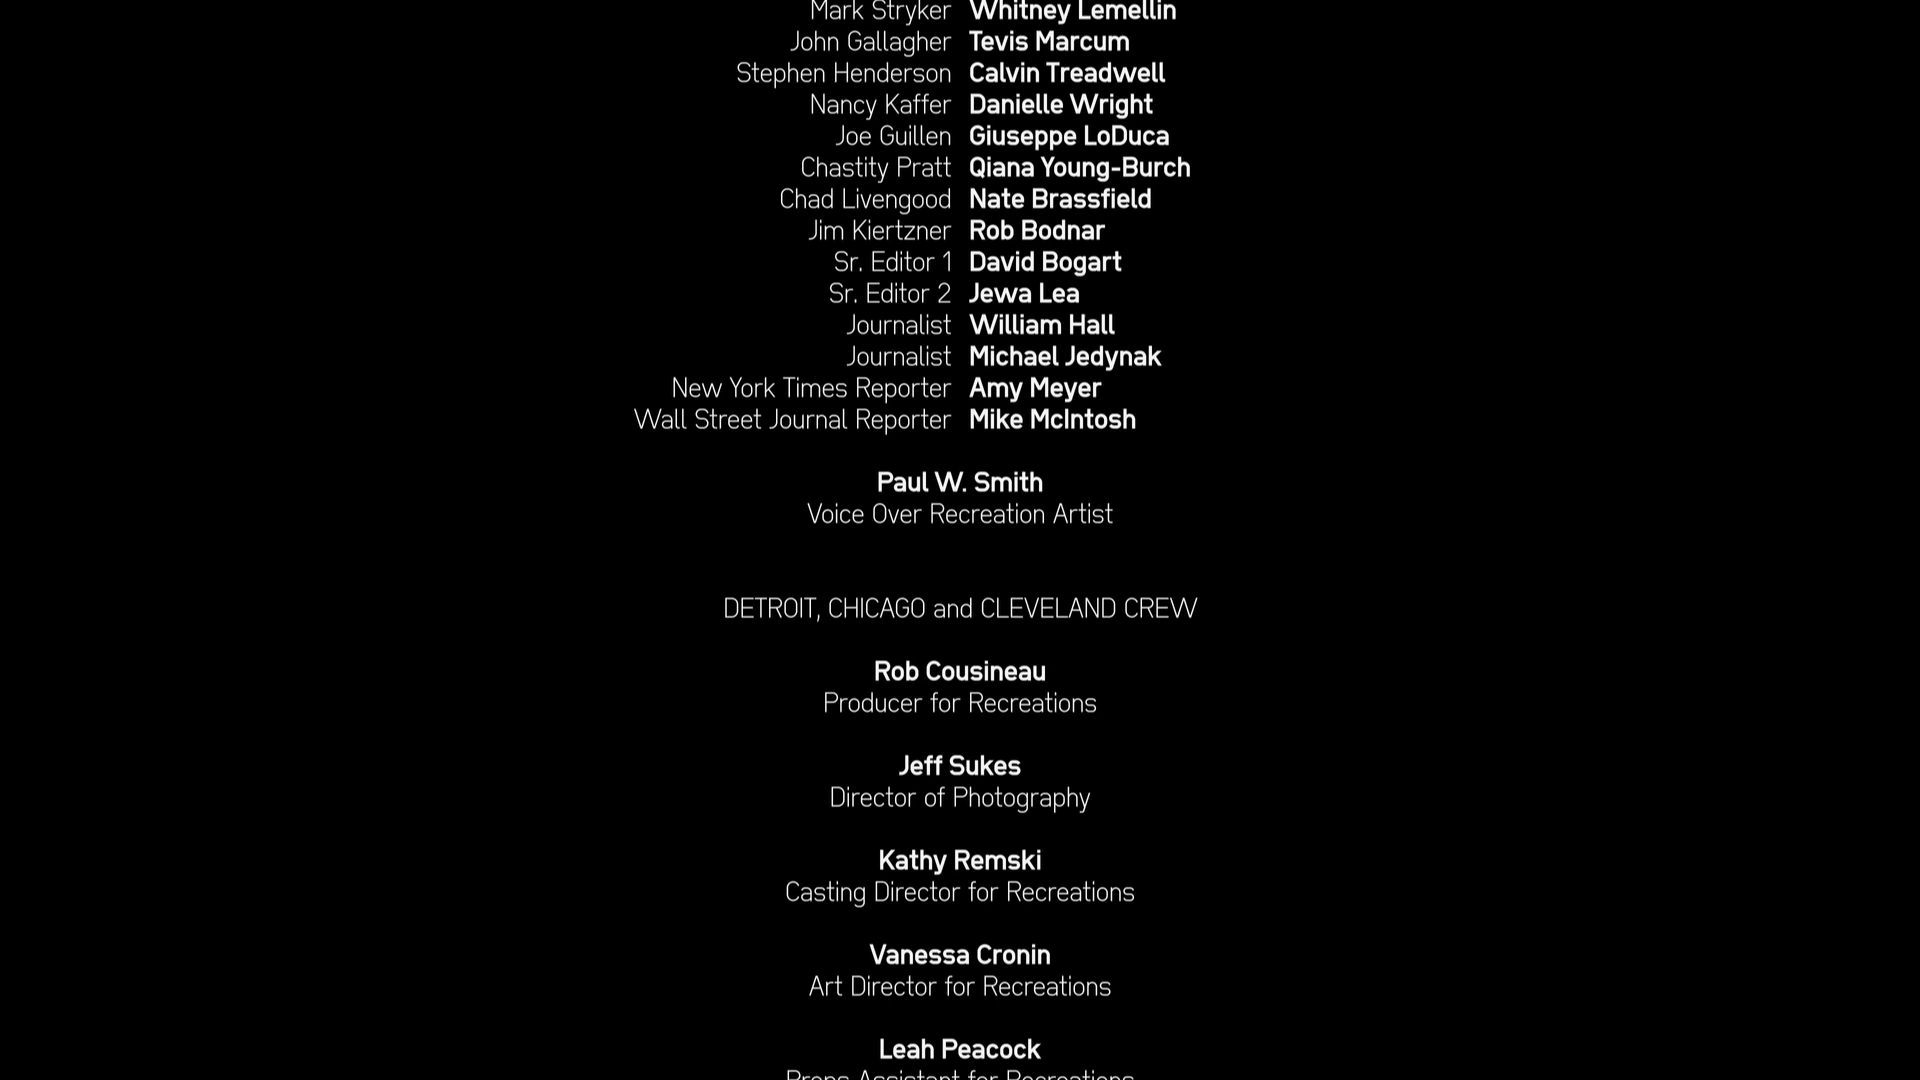 Mark Stryker Whitney Lemellin
John Gallagher Tevis Marcum
Stephen Henderson Calvin Treadwell
Nancy Kaffer Danielle Wright
Joe Guillen Giuseppe LoDuca
Chastity Pratt Qiana Young-Burch
Chad Livengood Nate Brassfield
Jim Kiertzner Rob Bodnar
Sr. Editor 1 David Bogart
Sr. Editor 2 Jewa Lea
Journalist William Hall
Journalist Michael Jedynak
New York Times Reporter Amy Meyer
Wall Street Journal Reporter Mike McIntosh
Paul W. Smith
Voice Over Recreation Artist
DETROIT, CHICAGO and CLEVELAND CREW
Rob Cousineau
Producer for Recreations
Jeff Sukes
Director of Photography
Kathy Remski
Casting Director for Recreations
Vanessa Cronin
Art Director for Recreations
Leah Peacock
Props Assistant for Recreations